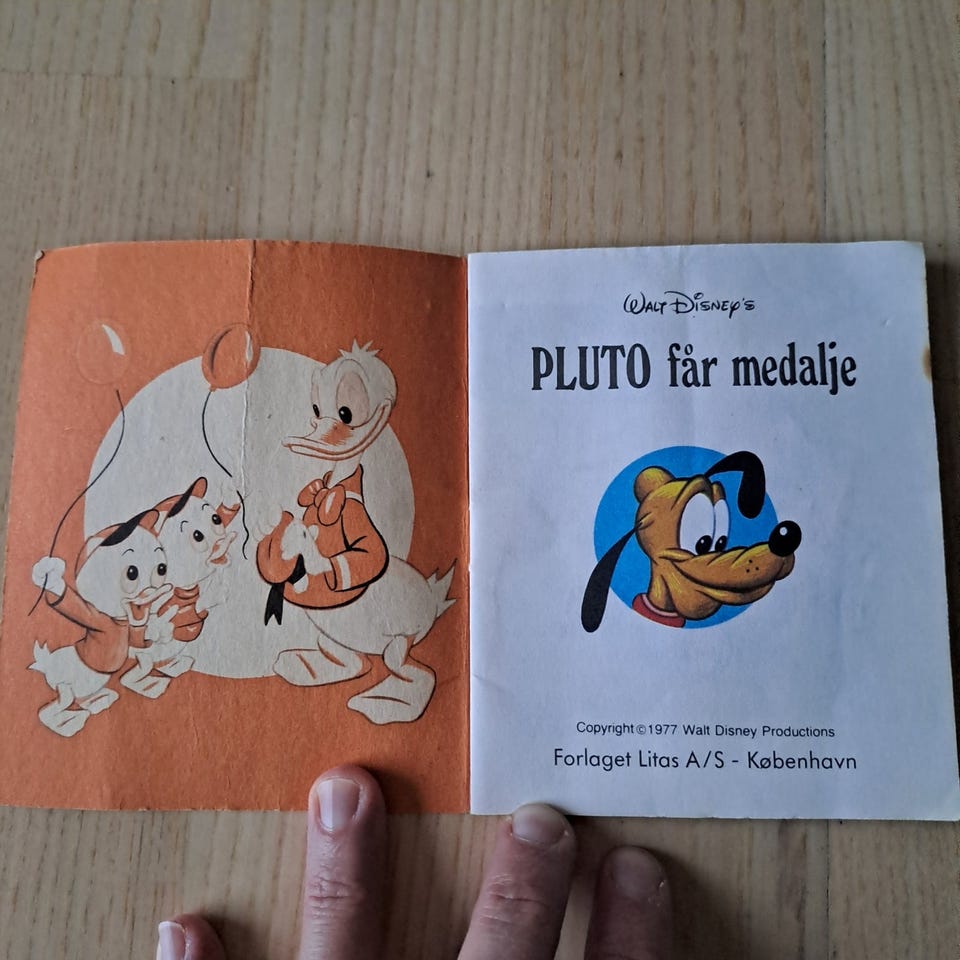 Walt Disney's
PLUTO får medalje
Copyright © 1977 Walt Disney Productions
Forlaget Litas A/S - København